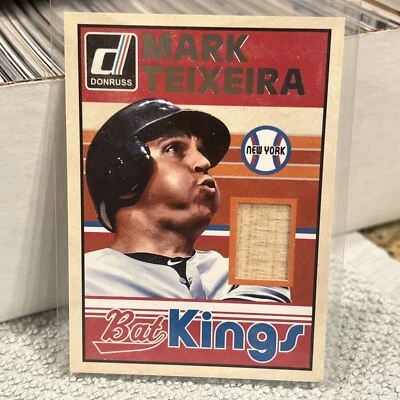 MARK
TEIXEIRA
DONRUSS
NEW YORK
Bat Kings